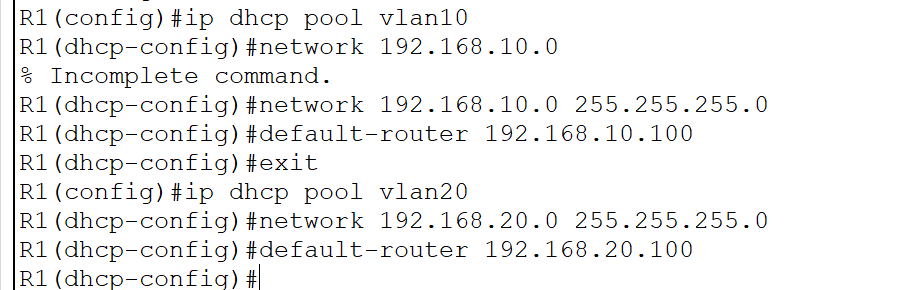 R1(config)#ip dhcp pool vlan10
R1(dhcp-config)#network 192.168.10.0
% Incomplete command.
R1(dhcp-config)#network 192.168.10.0 255.255.255.0
R1(dhcp-config)#default-router 192.168.10.100
R1(dhcp-config)#exit
R1(config)#ip dhcp pool vlan20
R1(dhcp-config)#network 192.168.20.0 255.255.255.0
R1(dhcp-config)#default-router 192.168.20.100
R1(dhcp-config)#